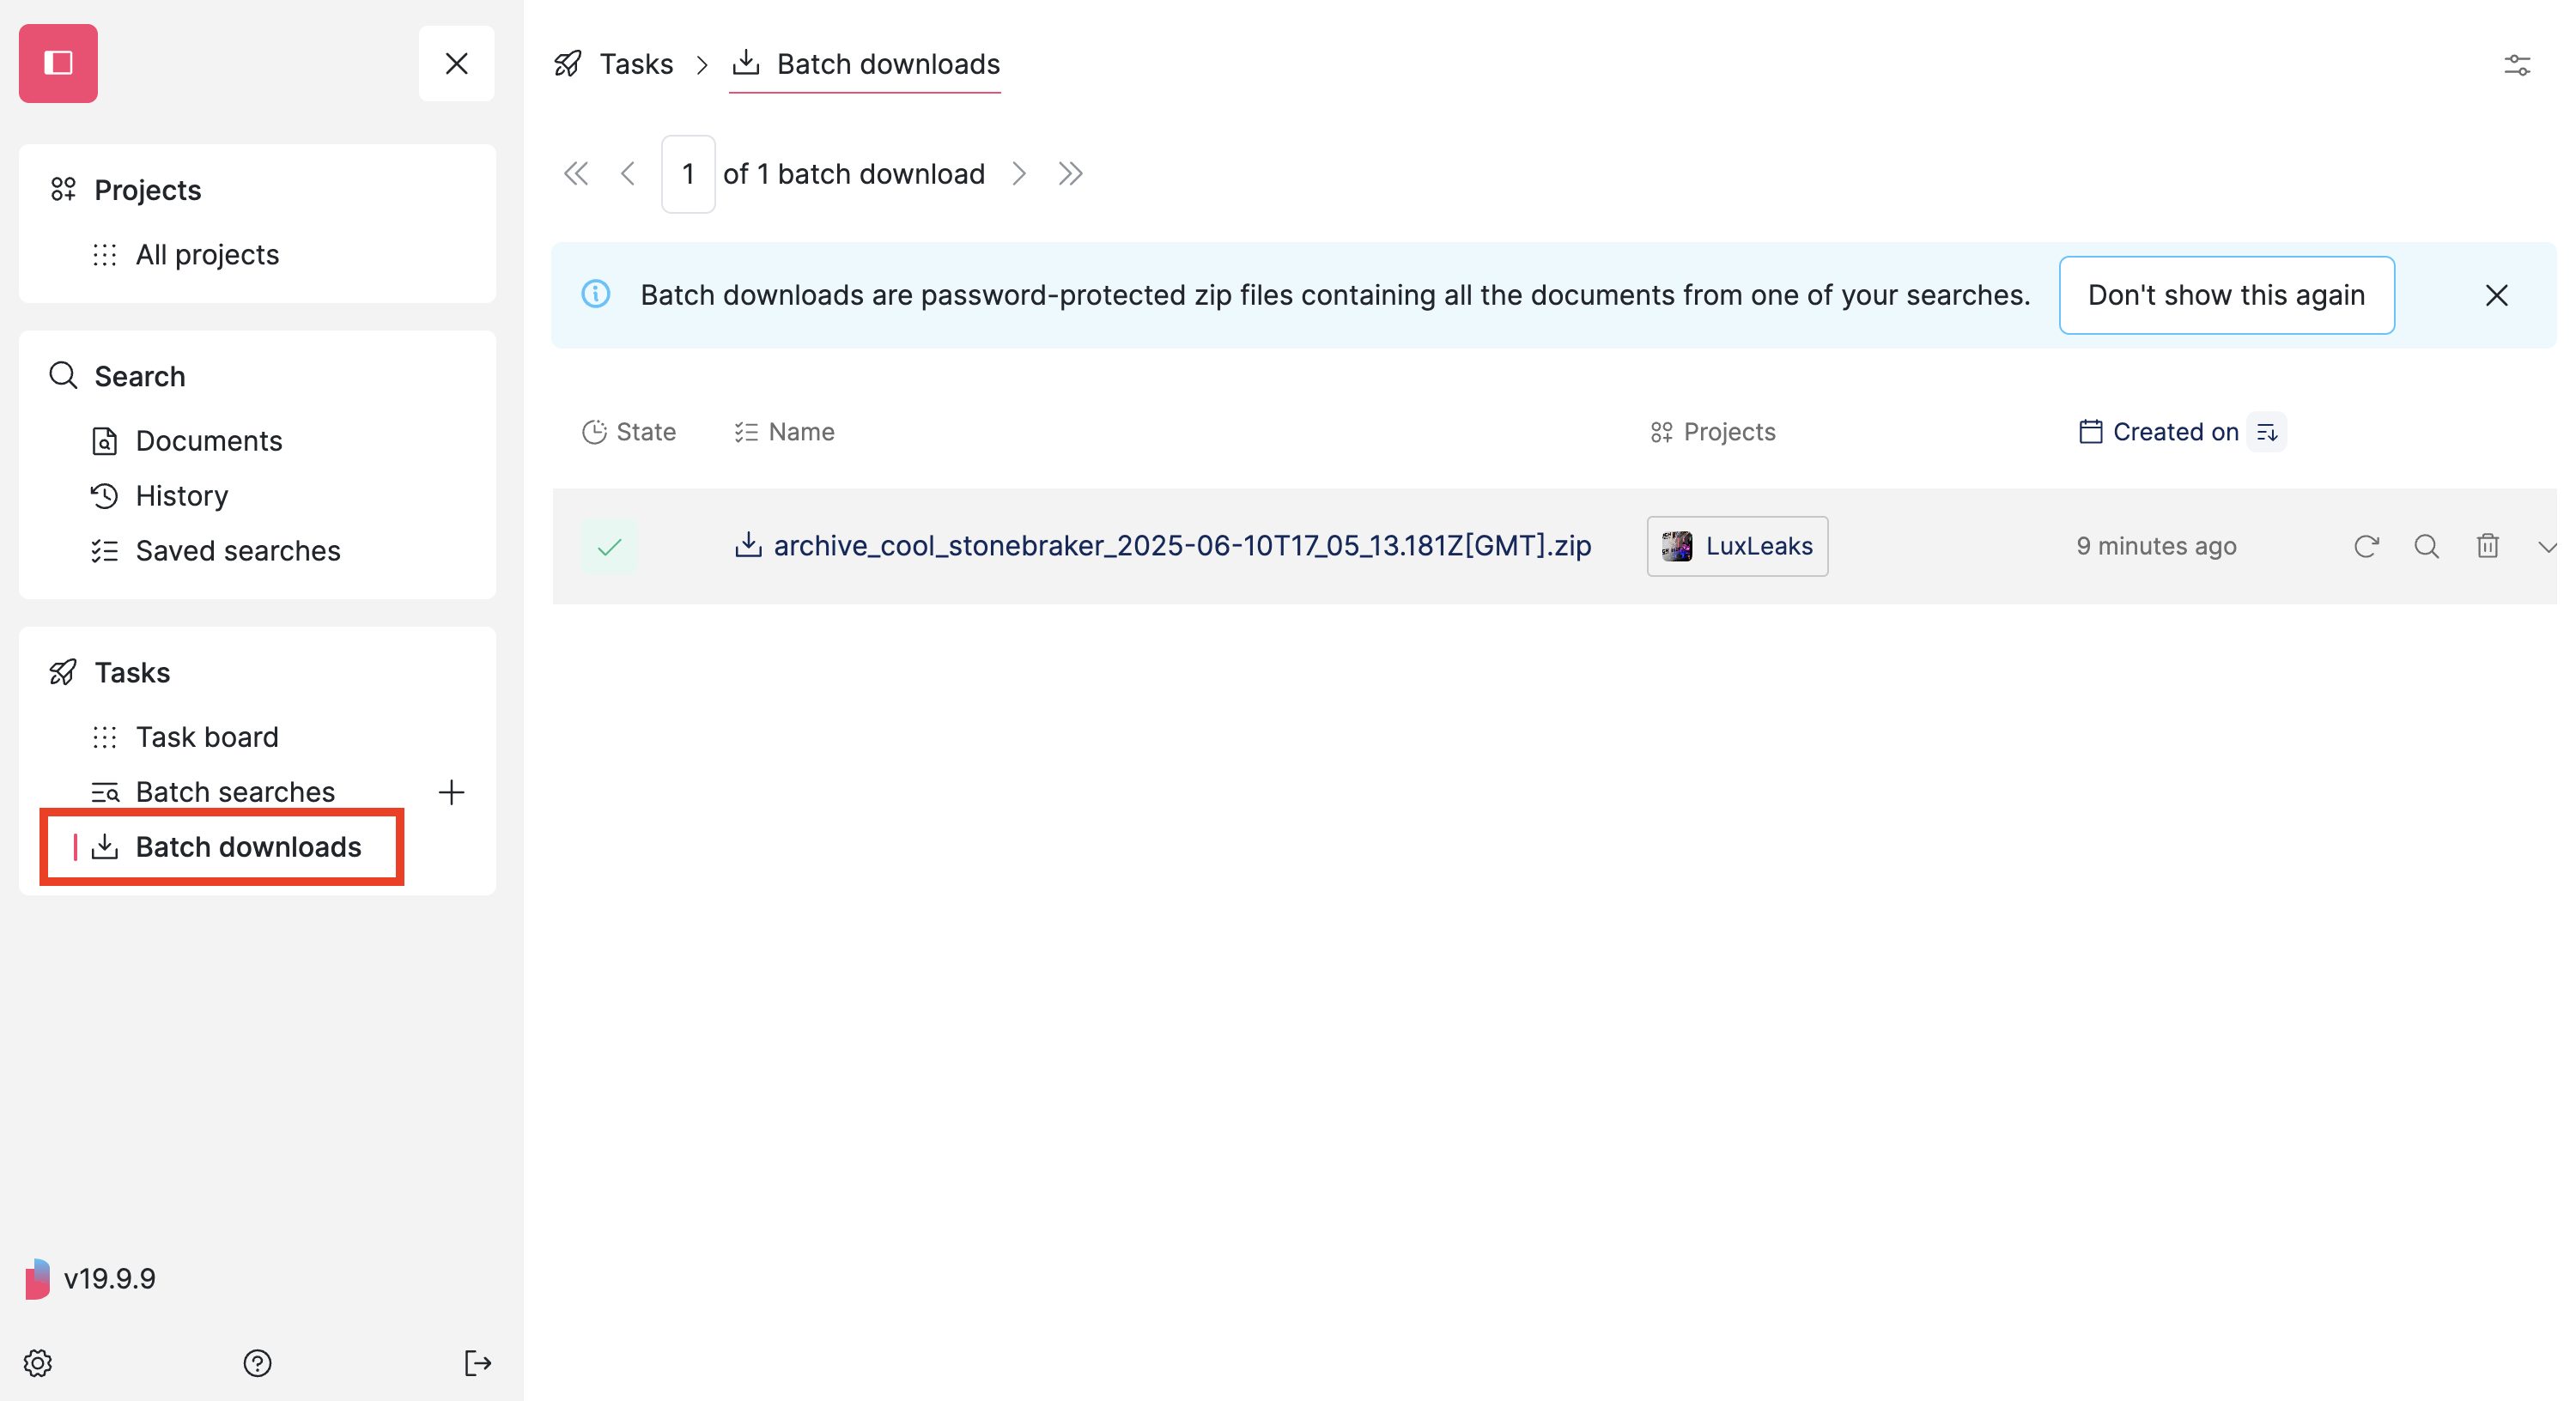 Projects
All projects
Search
Documents
History
Saved searches
Tasks
Task board
Batch searches
Batch downloads
v19.9.9
Tasks Batch downloads
1 of 1 batch download
Batch downloads are password-protected zip files containing all the documents from one of your searches. Don't show this again
State Name Projects Created on
archive_cool_stonebraker_2025-06-10T17_05_13.181Z[GMT].zip LuxLeaks 9 minutes ago